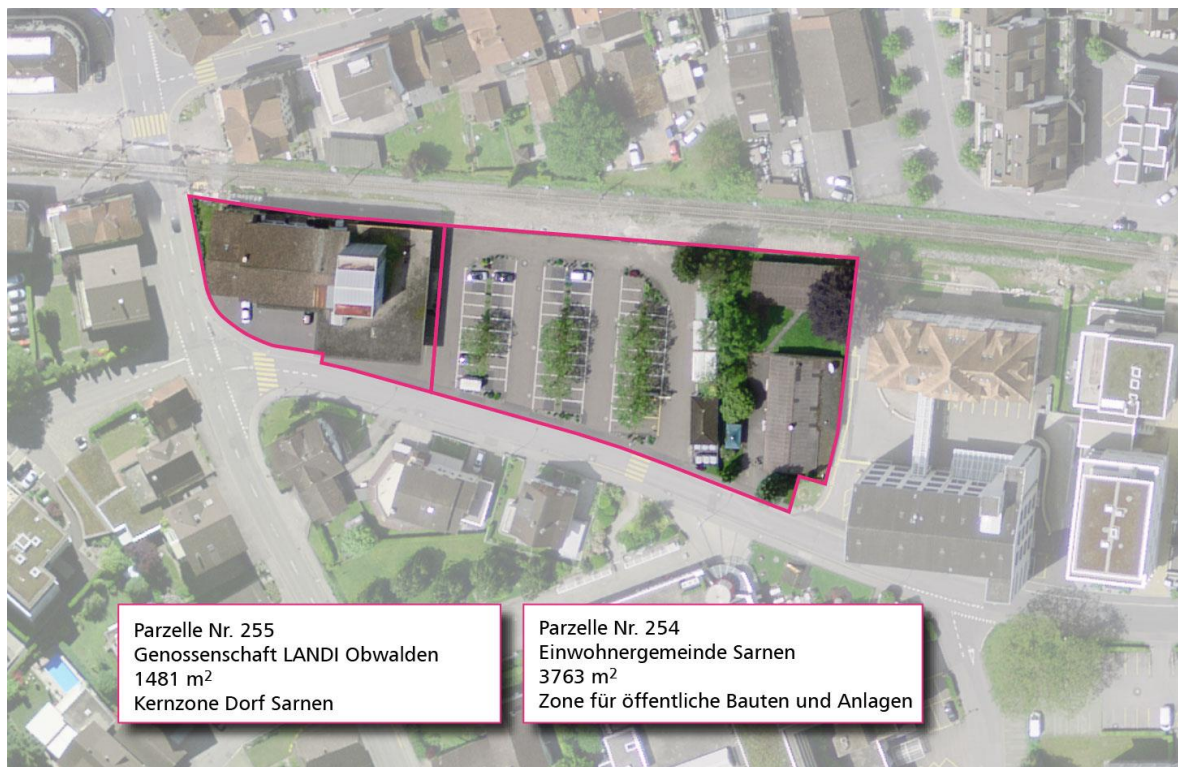 Parzelle Nr. 255
Genossenschaft LANDI Obwalden
1481 m²
Kernzone Dorf Sarnen
Parzelle Nr. 254
Einwohnergemeinde Sarnen
3763 m²
Zone für öffentliche Bauten und Anlagen